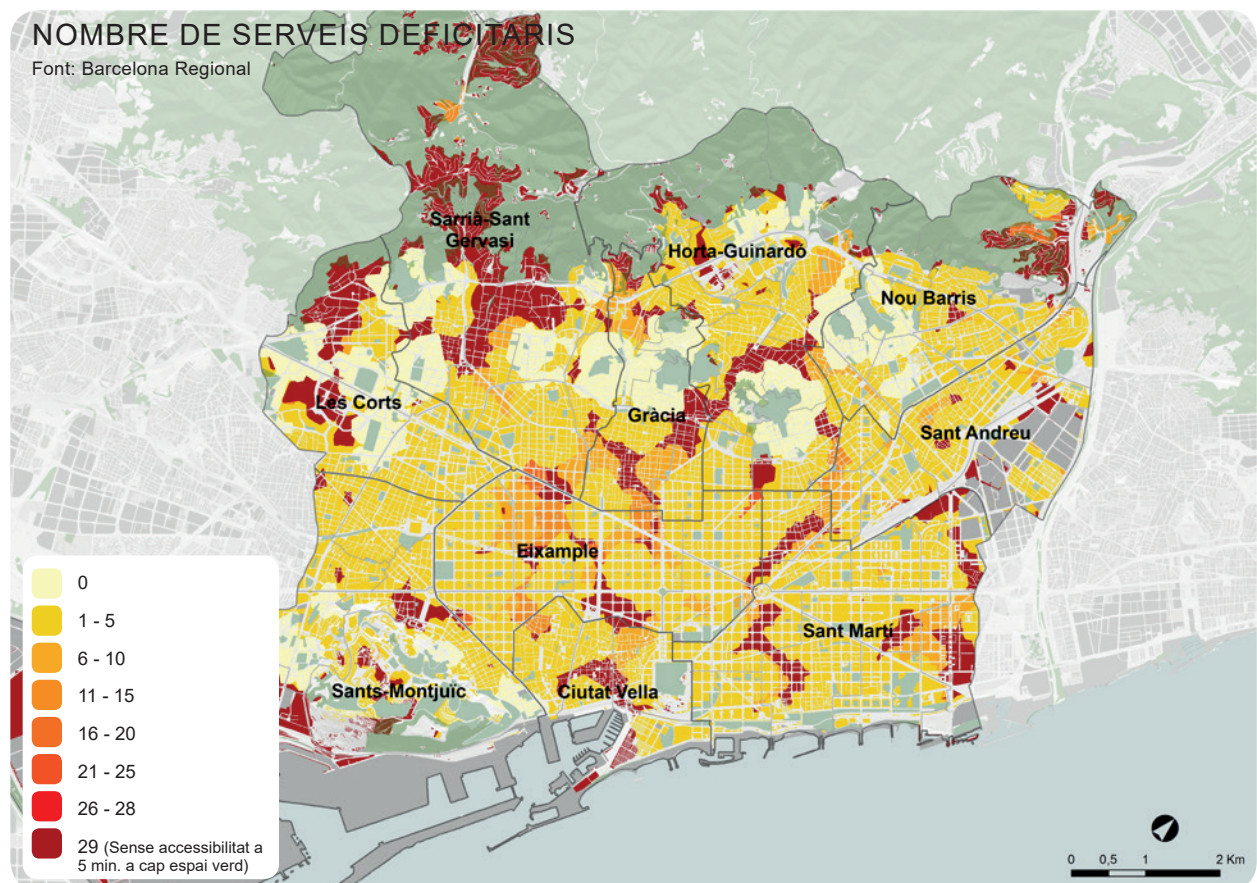 NOMBRE DE SERVEIS DEFICITARIS
Font: Barcelona Regional
Sarrià-Sant
Gervasi
Horta-Guinardó
Nou Barris
Les Corts
Gràcia
Sant Andreu
Eixample
Sant Martí
Sants-Montjuïc
Ciutat Vella
0
1 - 5
6 - 10
11 - 15
16 - 20
21 - 25
26 - 28
29 (Sense accessibilitat a
5 min. a cap espai verd)
0 0,5 1 2 Km